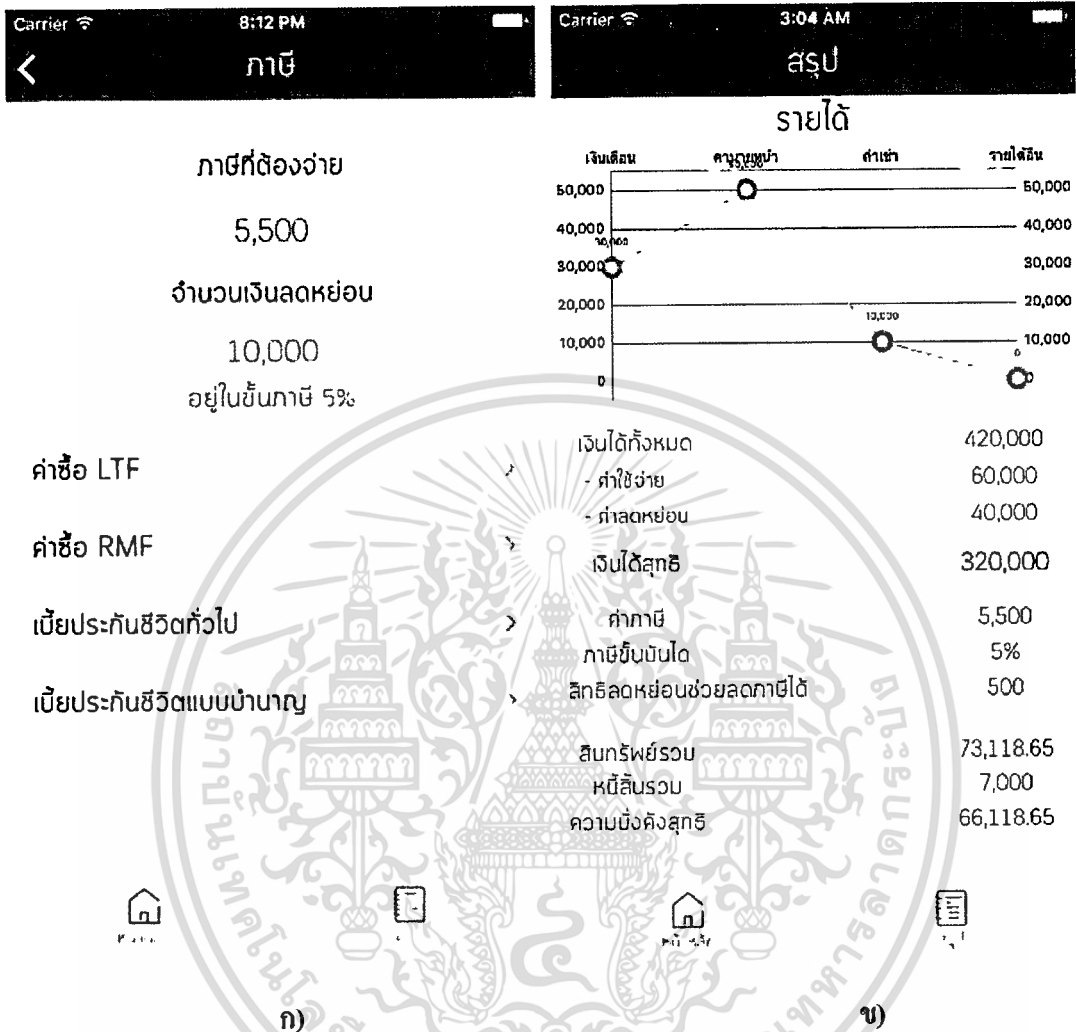 Carrier 8:12 PM
ภาษี
ภาษีที่ต้องจ่าย
5,500
จำนวนเงินลดหย่อน
10,000
อยู่ในขั้นภาษี 5%
ค่าซื้อ LTF
ค่าซื้อ RMF
เบี้ยประกันชีวิตทั่วไป
เบี้ยประกันชีวิตแบบบำนาญ
ก)
Carrier 3:04 AM
สรุป
รายได้
เงินเดือน ค่าเช่า รายได้อื่น
50,000 50,000
40,000 40,000
30,000
30,000 30,000
20,000 20,000
10,000
10,000 10,000
0
0
เงินได้ทั้งหมด 420,000
- ค่าใช้จ่าย 60,000
- ค่าลดหย่อน 40,000
เงินได้สุทธิ 320,000
ค่าภาษี 5,500
ภาษีขั้นบันได 5%
สิทธิลดหย่อนช่วยลดภาษีได้ 500
สินทรัพย์รวม 73,118.65
หนี้สินรวม 7,000
ความมั่งคั่งสุทธิ 66,118.65
ข)